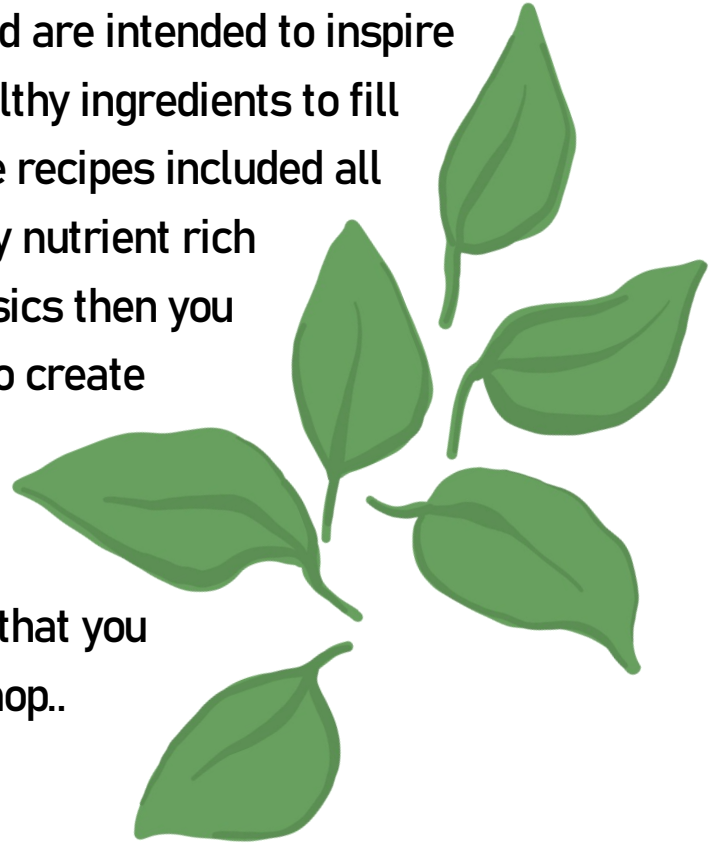 d are intended to inspire
lthy ingredients to fill
e recipes included all
y nutrient rich
sics then you
o create
that you
hop..